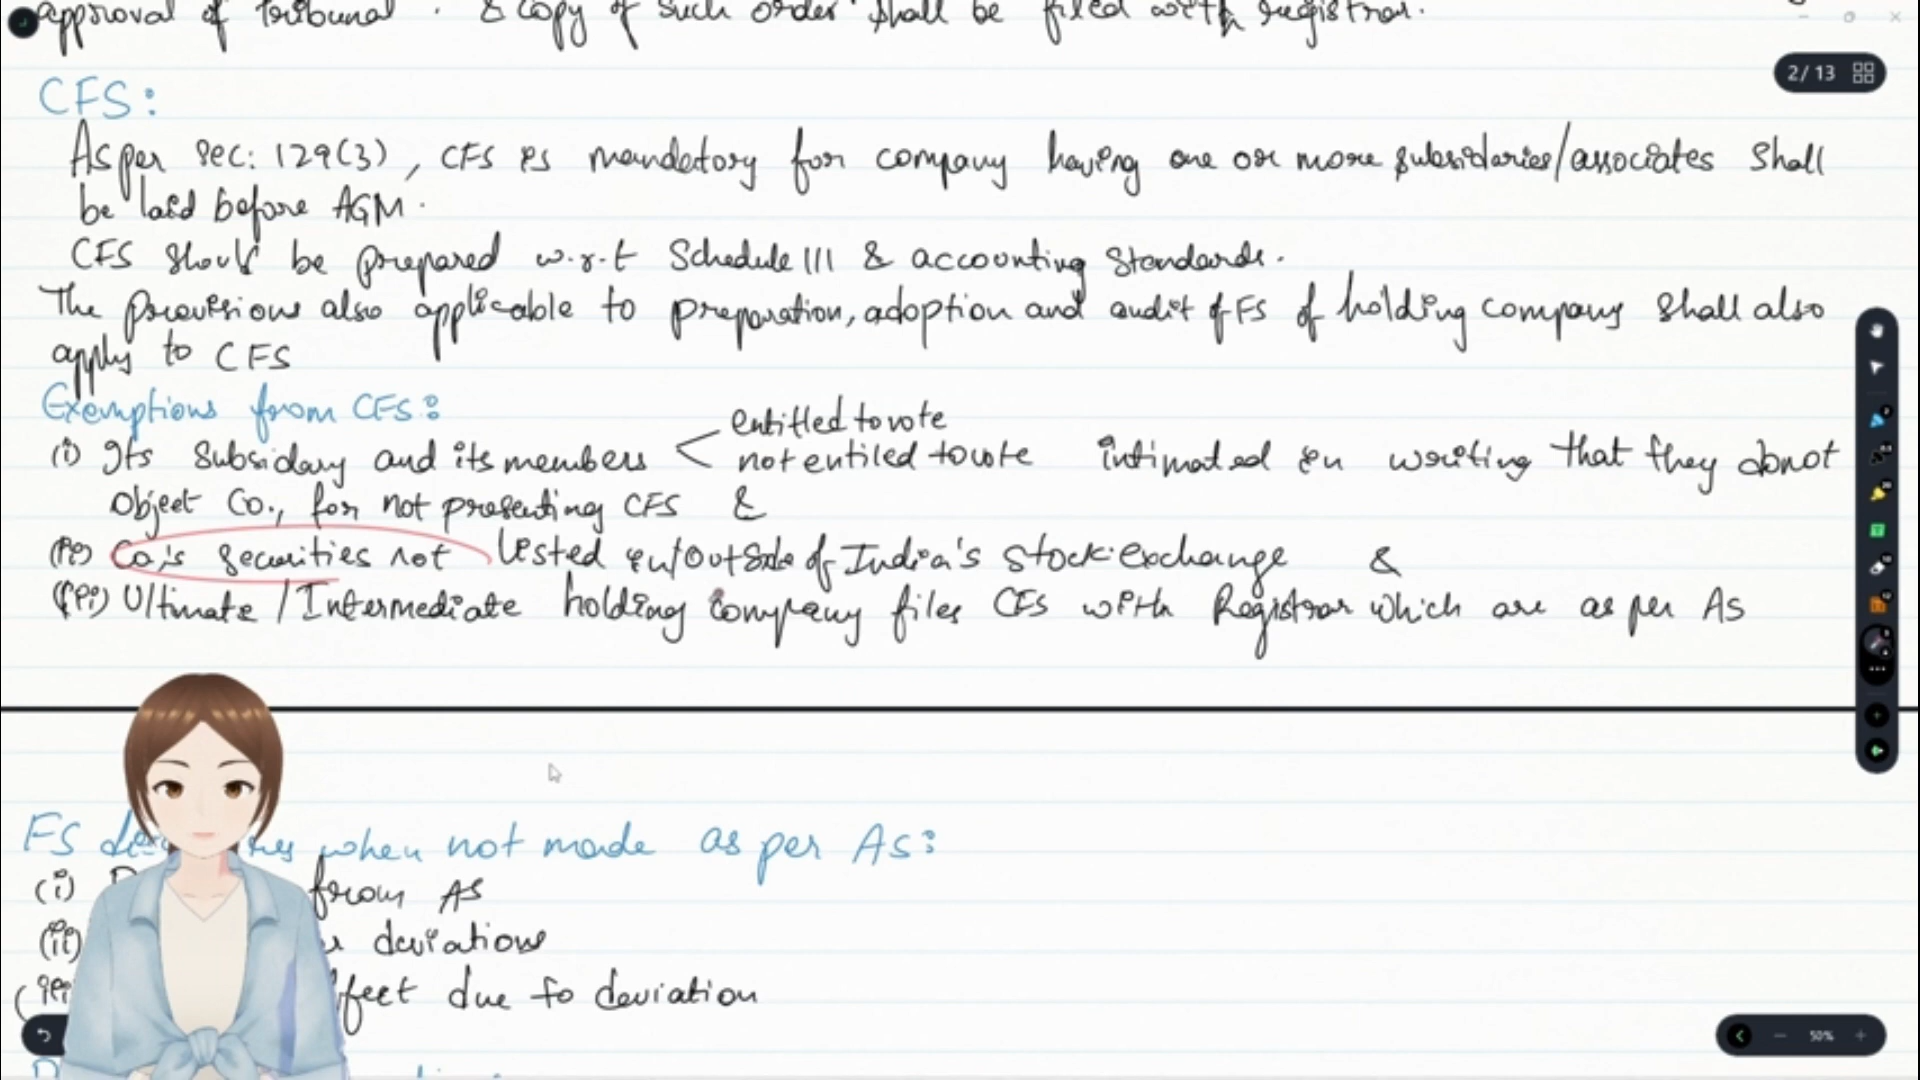 approval of Tribunal. & copy of such order shall be filed with registrar.
2/13
CFS:
As per sec: 129(3), CFS is mandatory for company having one or more subsidaries/associates shall
be laid before AGM.
CFS should be prepared w.r.t Schedule III & accounting standards.
The provisions also applicable to preparation, adoption and audit of FS of holding company shall also
apply to CFS
Exemptions from CFS:
entitled to vote
(i) Its Subsidary and its members < not entiled to vote intimated in writing that they donot
object Co., for not presenting CFS &
(ii) Co,'s securities not listed in/outside of India's stock exchange &
(iii) Ultimate/Intermediate holding company files CFS with Registrar which are as per AS
FS when not made as per AS:
(i) from AS
(ii) deviations
(iii) due to deviation
50%